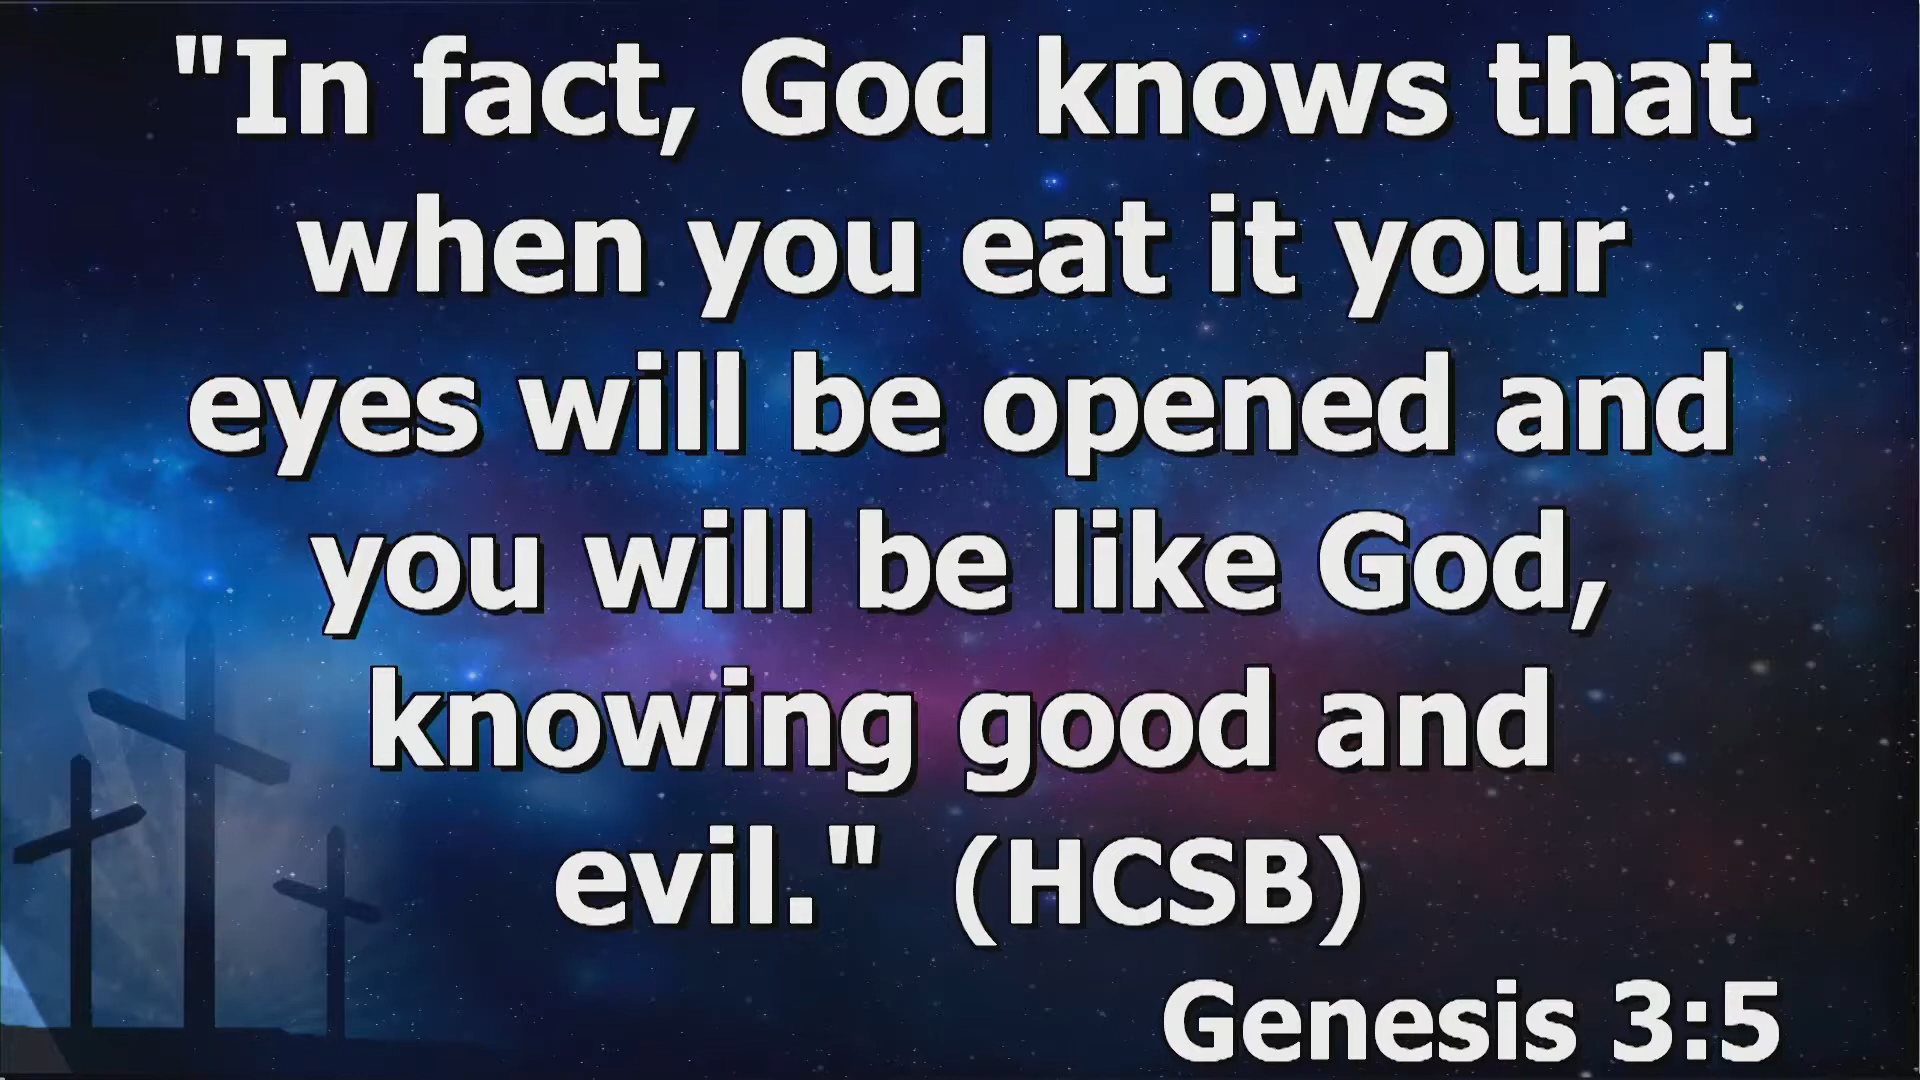 "In fact, God knows that
when you eat it your
eyes will be opened and
you will be like God,
knowing good and
evil." (HCSB)
Genesis 3:5